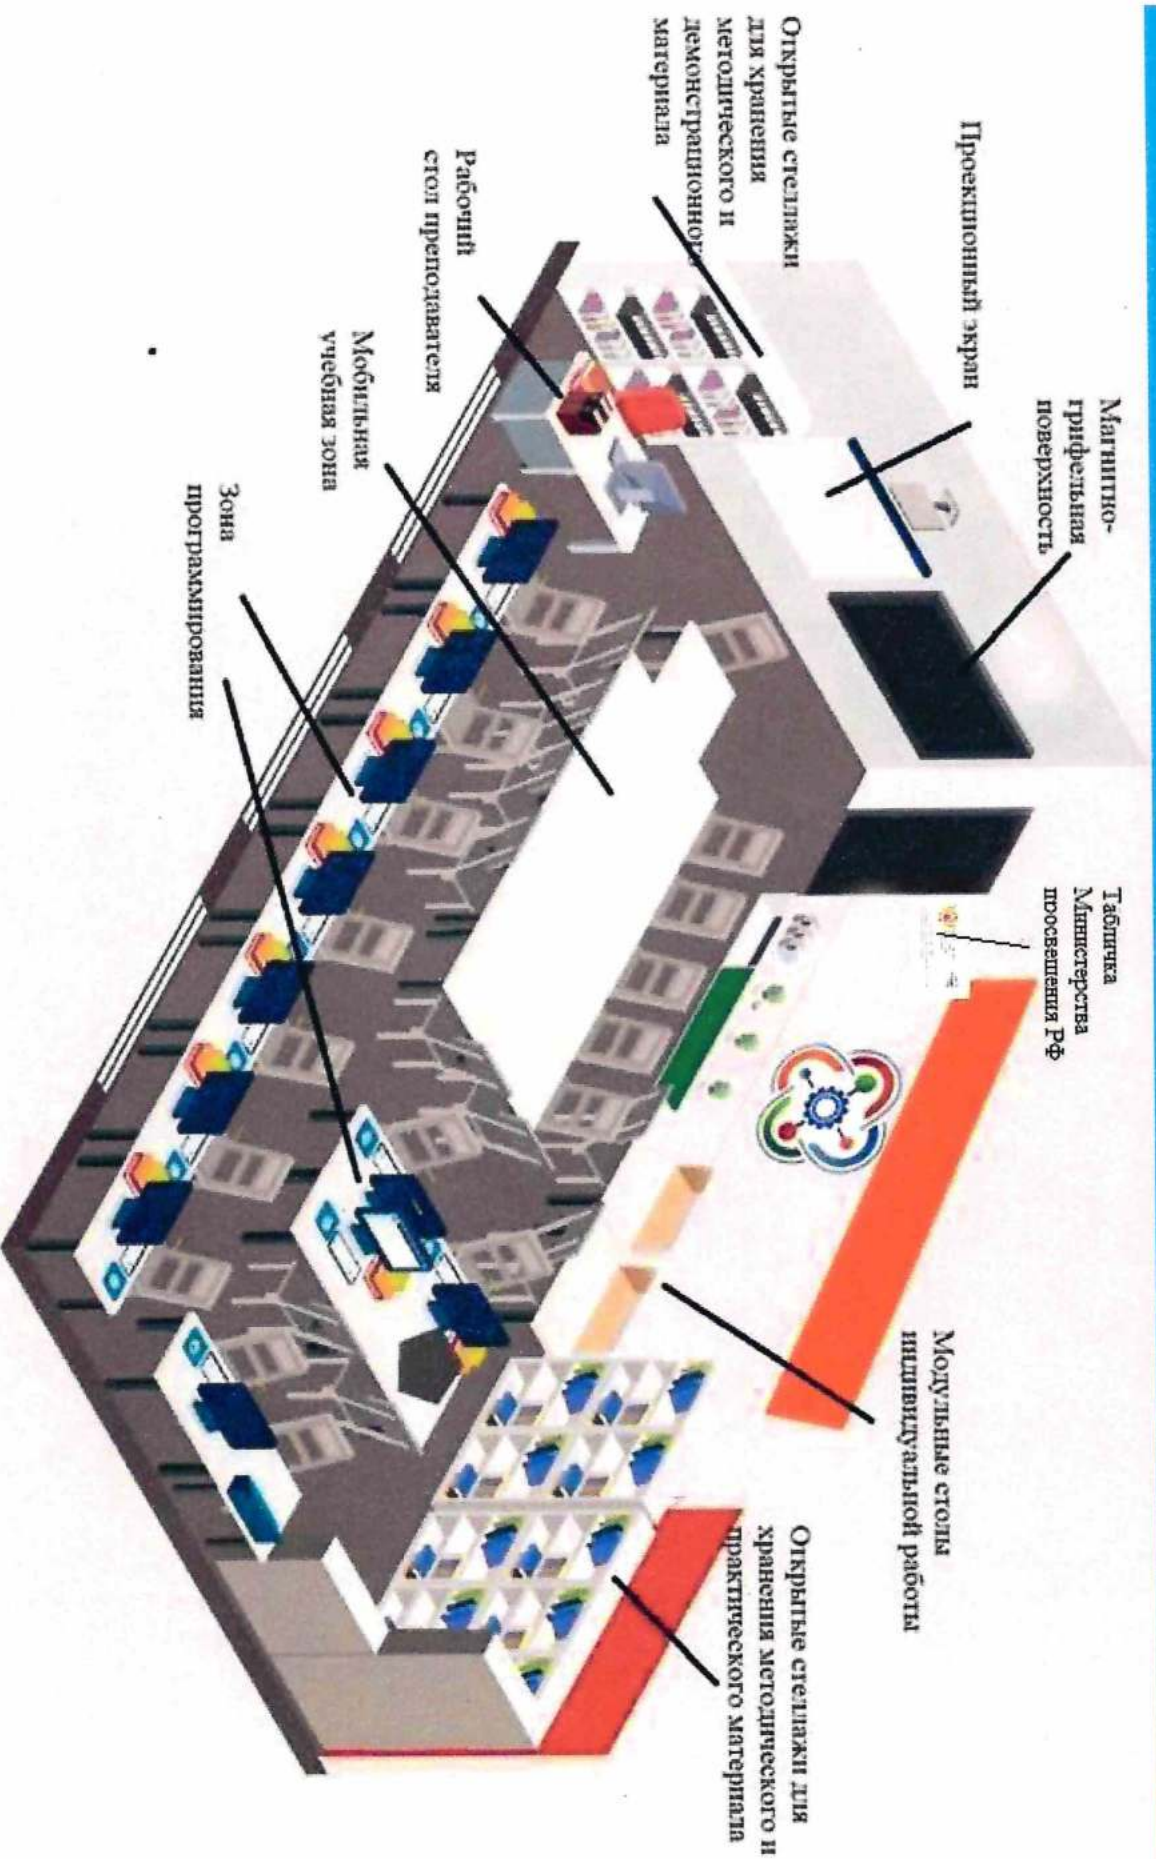 Открытые стеллажи
для хранения
методического и
демонстрационного
материала
Проекционный экран
Магнитно-
грифельная
поверхность
Табличка
Министерства
просвещения РФ
Модульные столы
индивидуальной работы
Открытые стеллажи для
хранения методического и
практического материала
Рабочий
стол преподавателя
Мобильная
учебная зона
Зона
программирования